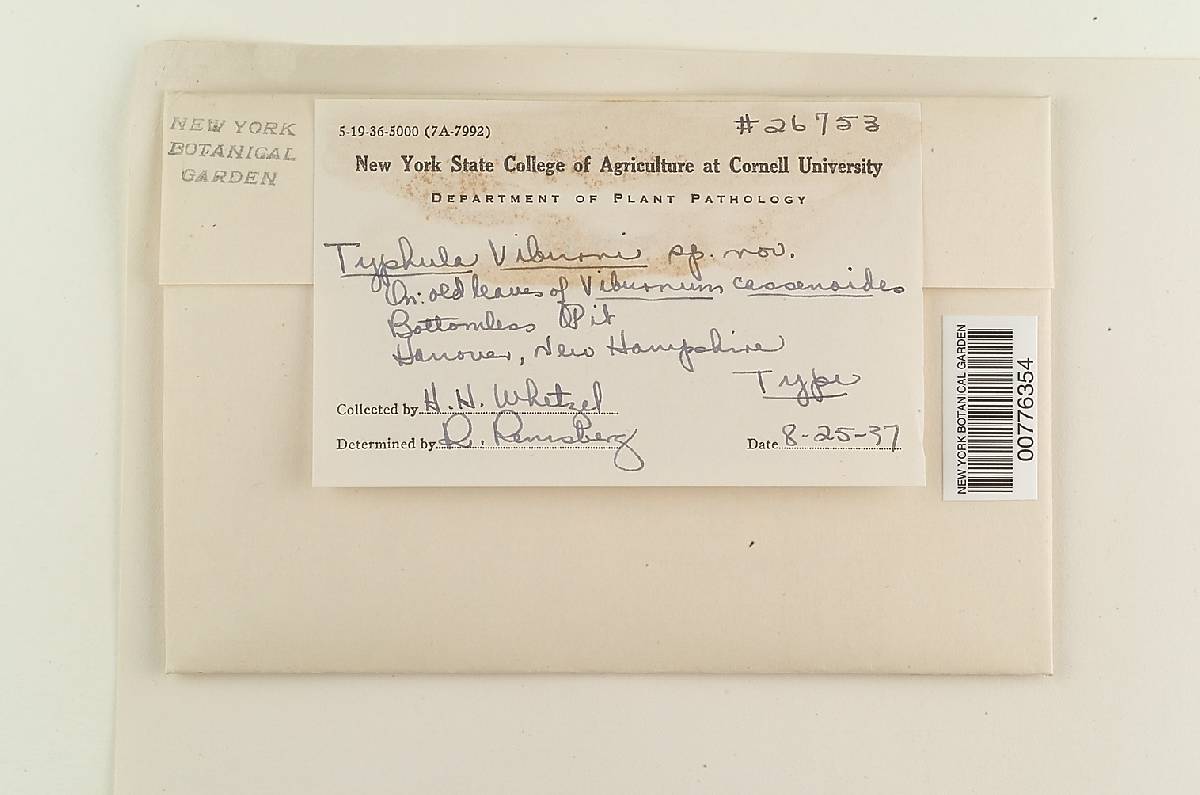 NEW YORK
BOTANICAL
GARDEN
5-19-36-5000 (7A-7992)
#26753
New York State College of Agriculture at Cornell University
DEPARTMENT OF PLANT PATHOLOGY
Typhula Viburni sp. nov.
On: old leaves of Viburnum cassenoides
Bottomless Pit
Hanover, New Hampshire
Type
Collected by H. H. Whetzel
Determined by R. Remsberg
Date 8-25-37
NEW YORK BOTANICAL GARDEN
00776354